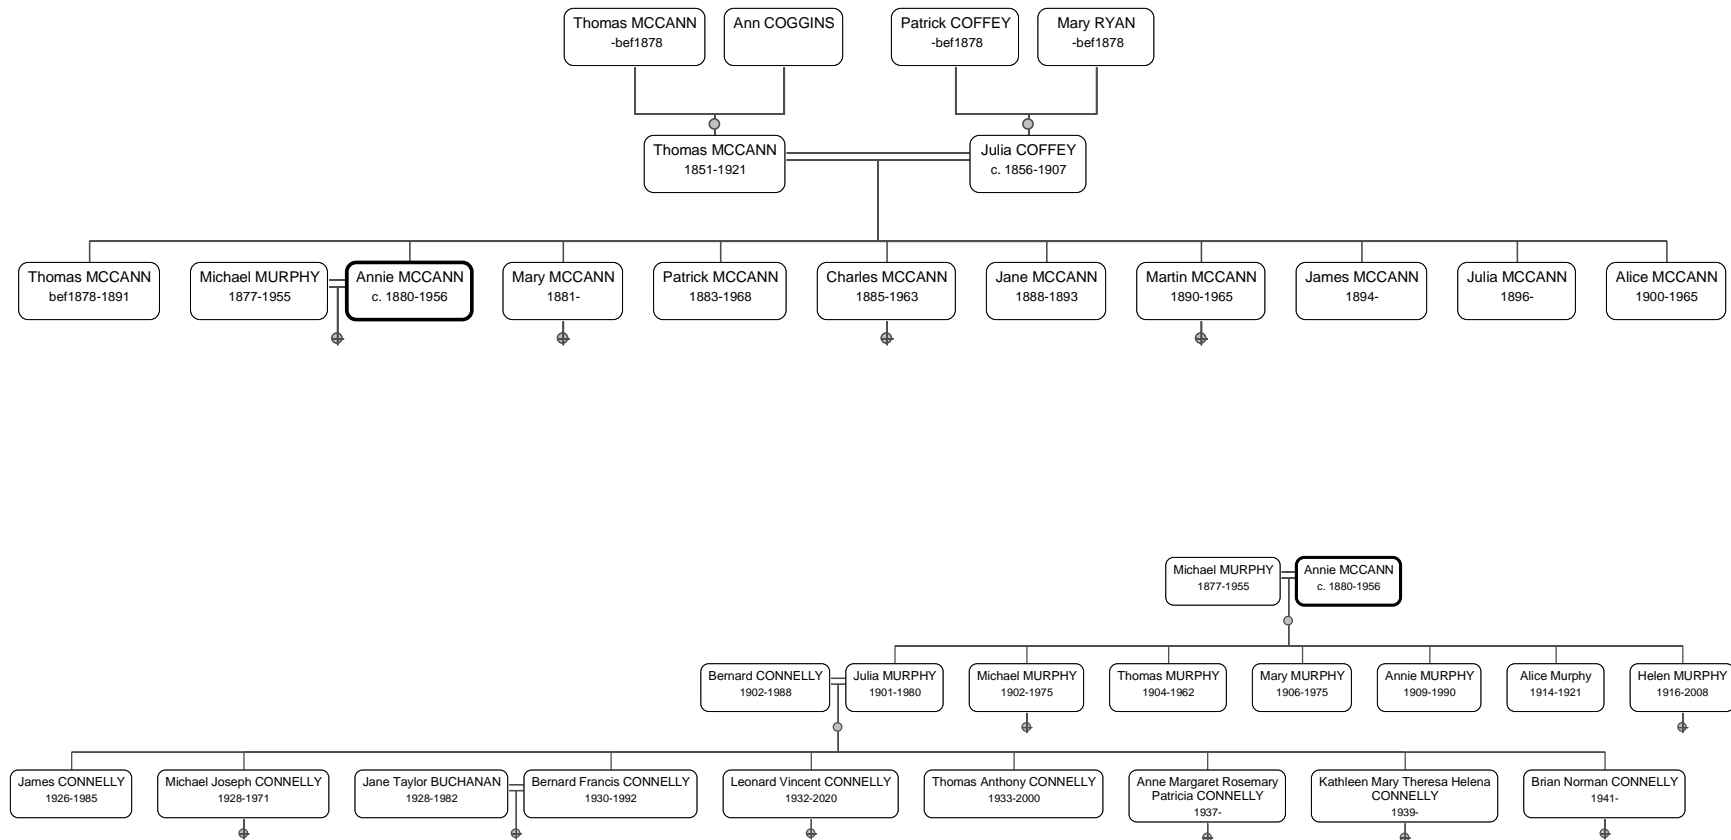 Thomas MCCANN
-bef1878
Ann COGGINS
Patrick COFFEY
-bef1878
Mary RYAN
-bef1878
Thomas MCCANN
1851-1921
Julia COFFEY
c. 1856-1907
Thomas MCCANN
bef1878-1891
Michael MURPHY
1877-1955
Annie MCCANN
c. 1880-1956
Mary MCCANN
1881-
Patrick MCCANN
1883-1968
Charles MCCANN
1885-1963
Jane MCCANN
1888-1893
Martin MCCANN
1890-1965
James MCCANN
1894-
Julia MCCANN
1896-
Alice MCCANN
1900-1965
Michael MURPHY
1877-1955
Annie MCCANN
c. 1880-1956
Bernard CONNELLY
1902-1988
Julia MURPHY
1901-1980
Michael MURPHY
1902-1975
Thomas MURPHY
1904-1962
Mary MURPHY
1906-1975
Annie MURPHY
1909-1990
Alice Murphy
1914-1921
Helen MURPHY
1916-2008
James CONNELLY
1926-1985
Michael Joseph CONNELLY
1928-1971
Jane Taylor BUCHANAN
1928-1982
Bernard Francis CONNELLY
1930-1992
Leonard Vincent CONNELLY
1932-2020
Thomas Anthony CONNELLY
1933-2000
Anne Margaret Rosemary
Patricia CONNELLY
1937-
Kathleen Mary Theresa Helena
CONNELLY
1939-
Brian Norman CONNELLY
1941-